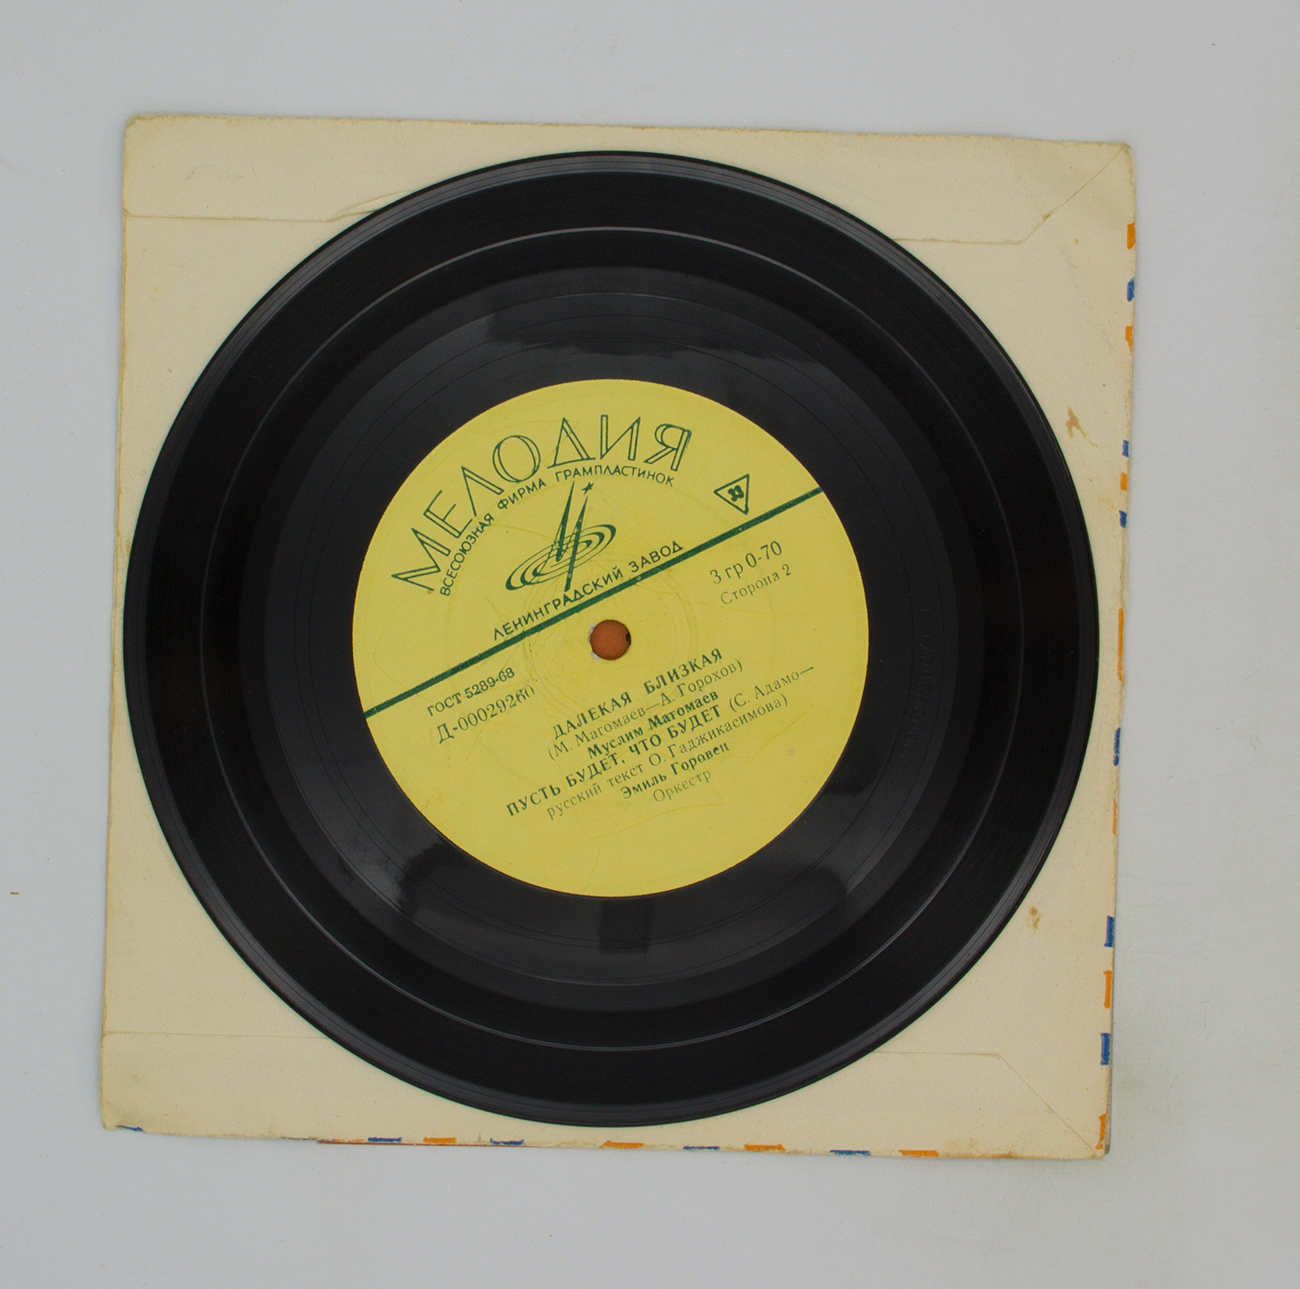 МЕЛОДИЯ
ВСЕСОЮЗНАЯ ФИРМА ГРАМПЛАСТИНОК
33
ЛЕНИНГРАДСКИЙ ЗАВОД
3 гр 0-70
Сторона 2
ГОСТ 5289-68
Д-00029260
ДАЛЕКАЯ БЛИЗКАЯ
(М. Магомаев—А. Горохов)
Муслим Магомаев
ПУСТЬ БУДЕТ, ЧТО БУДЕТ (С. Адамо—
русский текст О. Гаджикасимова)
Эмиль Горовец
Оркестр